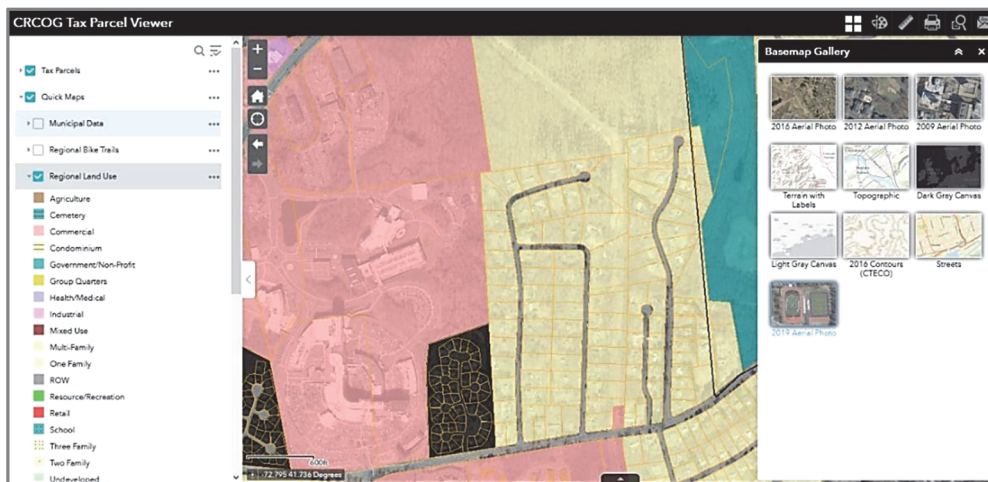 CRCOG Tax Parcel Viewer
Tax Parcels
Quick Maps
Municipal Data
Regional Bike Trails
Regional Land Use
Agriculture
Cemetery
Commercial
Condominium
Government/Non-Profit
Group Quarters
Health/Medical
Industrial
Mixed Use
Multi-Family
One Family
ROW
Resource/Recreation
Retail
School
Three Family
Two Family
Undeveloped
600ft
-72.795 41.736 Degrees
Basemap Gallery
2016 Aerial Photo 2012 Aerial Photo 2009 Aerial Photo
Terrain with Labels
Topographic
Dark Gray Canvas
Light Gray Canvas
2016 Contours (CTECO)
Streets
2019 Aerial Photo